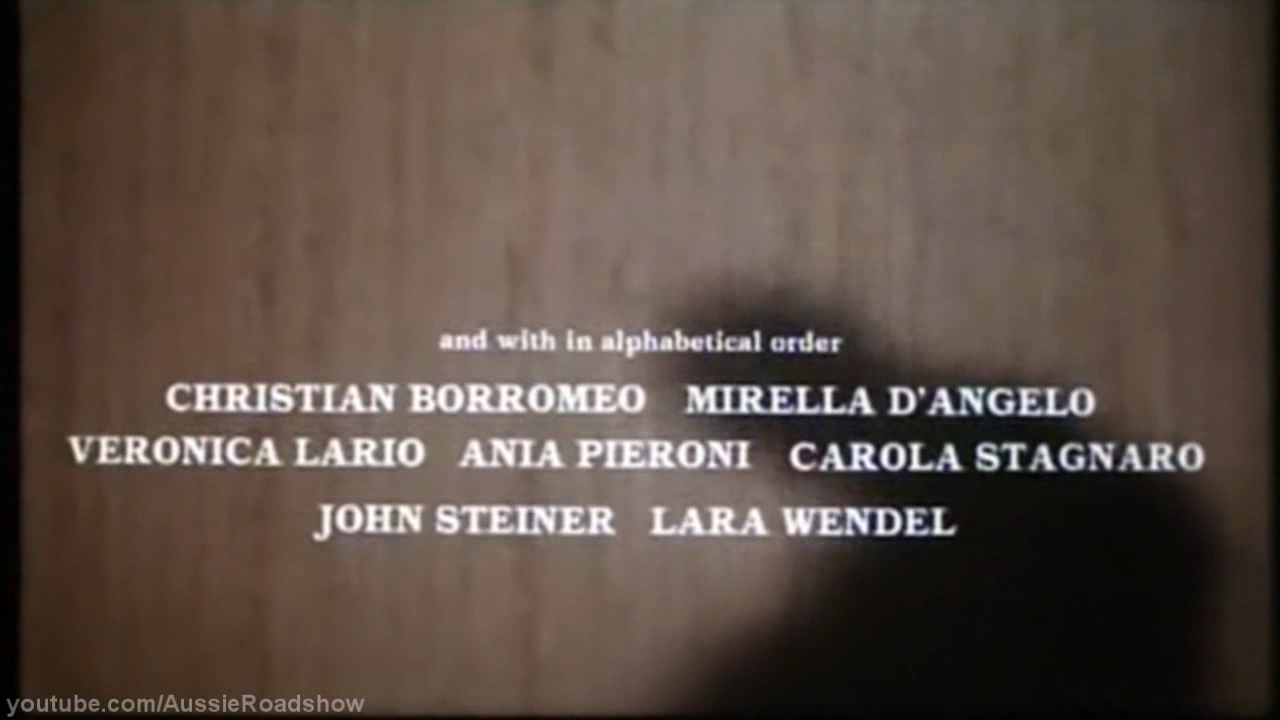 and with in alphabetical order
CHRISTIAN BORROMEO MIRELLA D'ANGELO
VERONICA LARIO ANIA PIERONI CAROLA STAGNARO
JOHN STEINER LARA WENDEL
youtube.com/AussieRoadshow